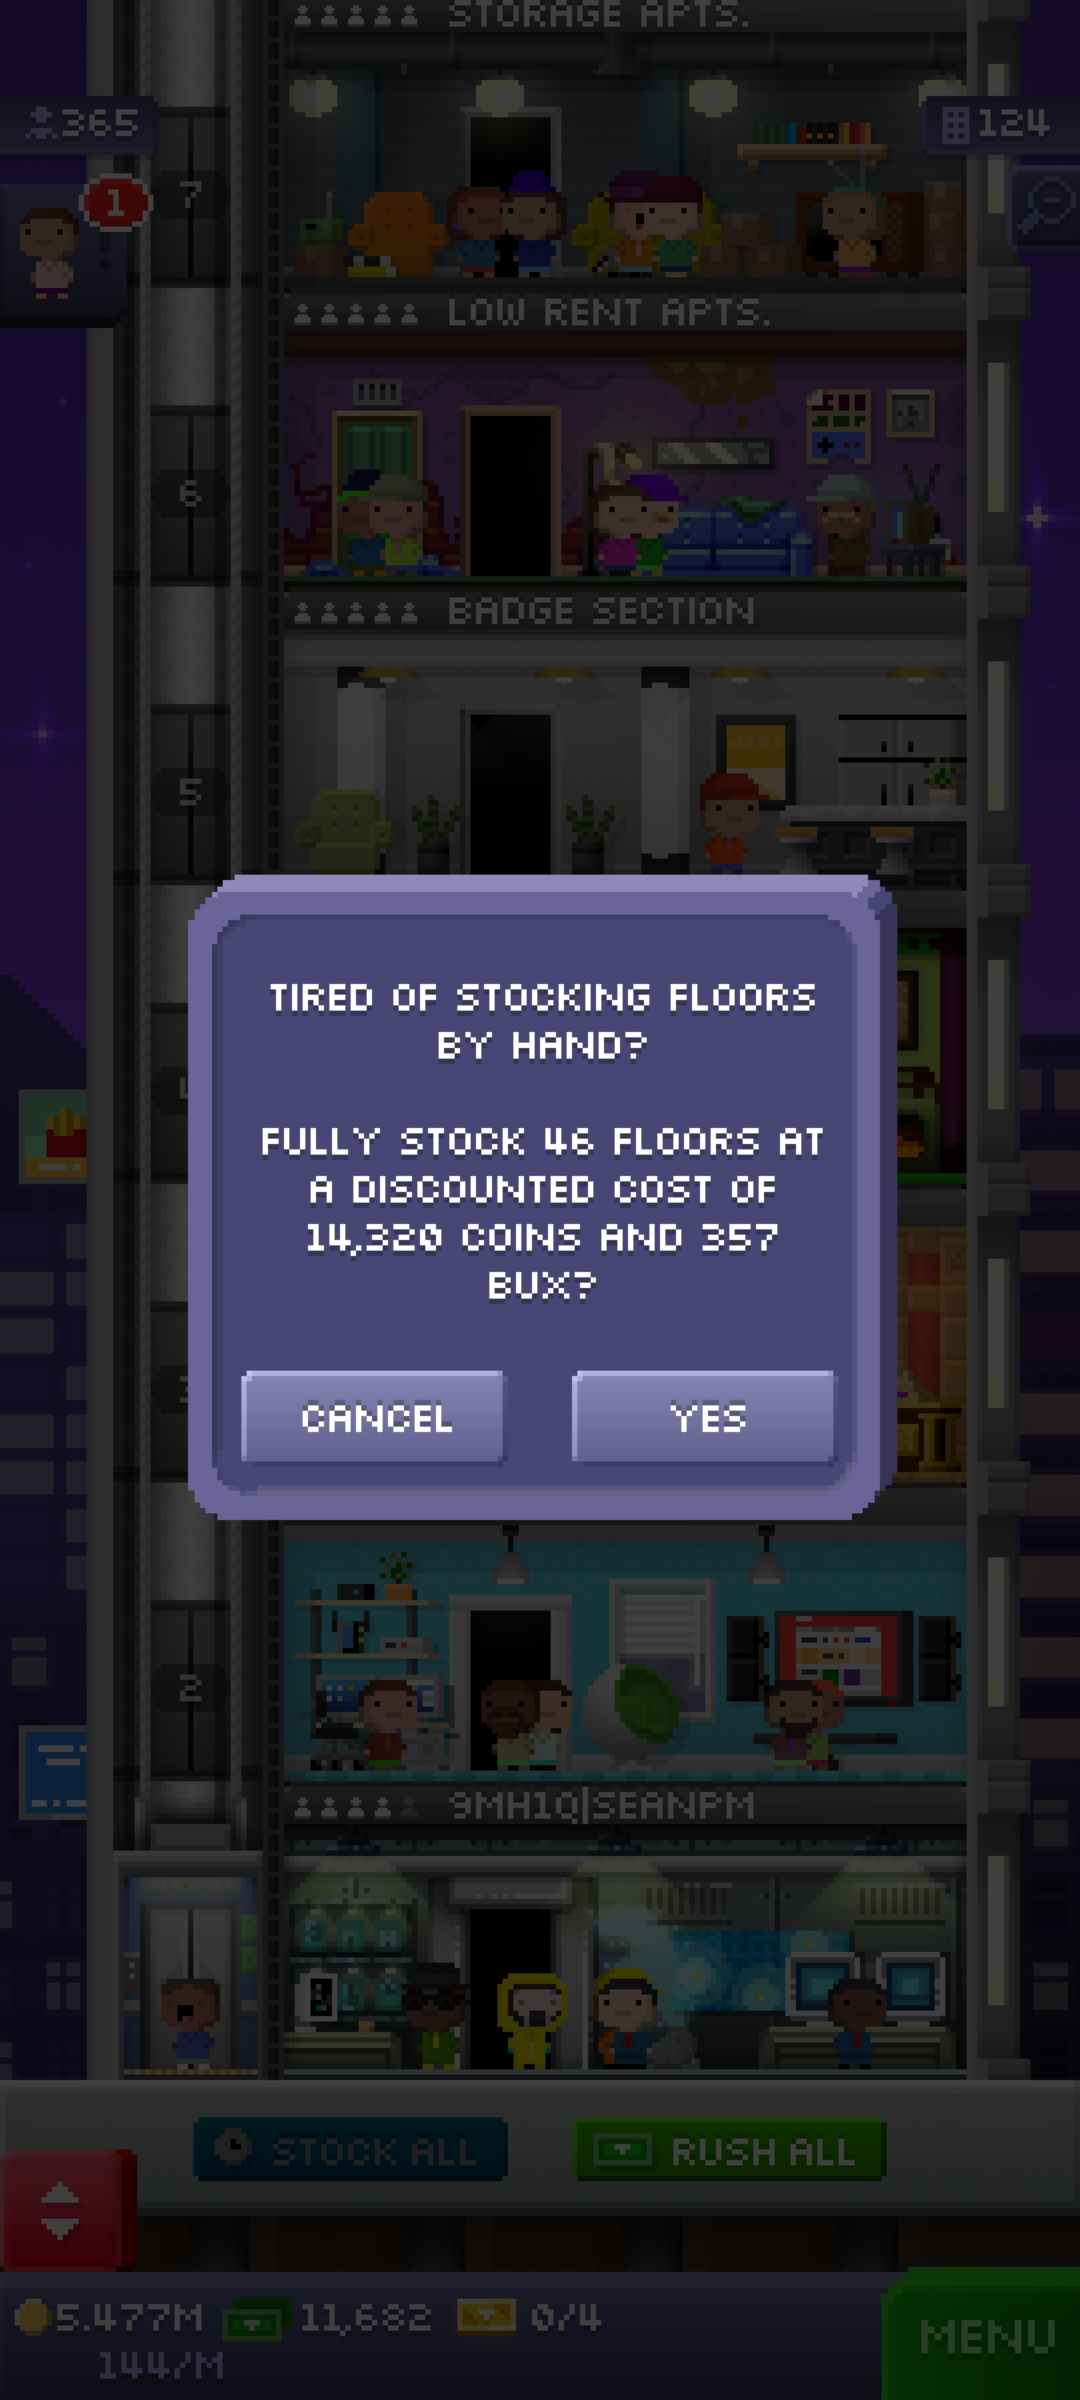 STORAGE APTS.
365
124
1
7
LOW RENT APTS.
6
BADGE SECTION
5
TIRED OF STOCKING FLOORS
BY HAND?
FULLY STOCK 46 FLOORS AT
A DISCOUNTED COST OF
14,320 COINS AND 357
BUX?
CANCEL
YES
2
9MH1Q|SEANPM
STOCK ALL
RUSH ALL
5.477M
11,682
0/4
144/M
MENU